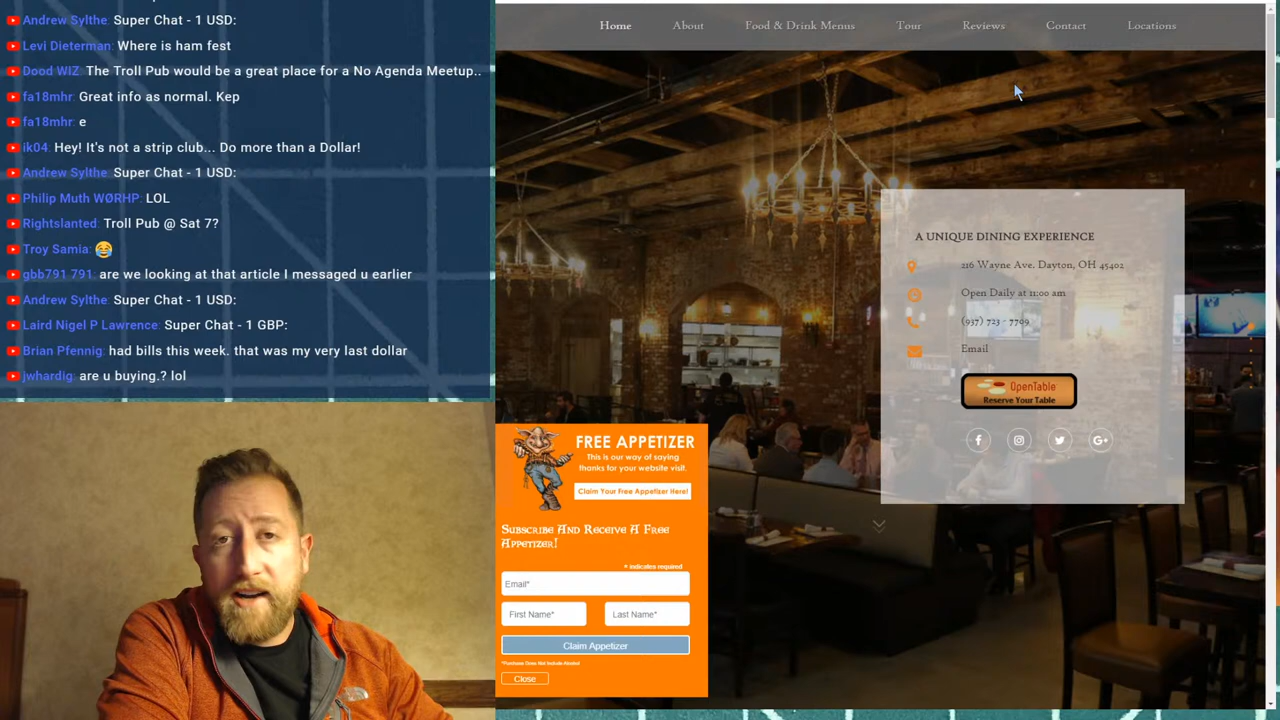 Andrew Sylthe: Super Chat - 1 USD:
Levi Dieterman: Where is ham fest
Dood WIZ: The Troll Pub would be a great place for a No Agenda Meetup..
fa18mhr: Great info as normal. Kep
fa18mhr: e
ik04: Hey! It's not a strip club... Do more than a Dollar!
Andrew Sylthe: Super Chat - 1 USD:
Philip Muth WØRHP: LOL
Rightslanted: Troll Pub @ Sat 7?
Troy Samia: 😂
gbb791 791: are we looking at that article I messaged u earlier
Andrew Sylthe: Super Chat - 1 USD:
Laird Nigel P Lawrence: Super Chat - 1 GBP:
Brian Pfennig: had bills this week. that was my very last dollar
jwhardig: are u buying.? lol
Home About Food & Drink Menus Tour Reviews Contact Locations
A UNIQUE DINING EXPERIENCE
216 Wayne Ave. Dayton, OH 45402
Open Daily at 11:00 am
(937) 723 - 7709
Email
OpenTable
Reserve Your Table
FREE APPETIZER
This is our way of saying
thanks for your website visit.
Claim Your Free Appetizer Here!
Subscribe And Receive A Free
Appetizer!
* indicates required
Email*
First Name* Last Name*
Claim Appetizer
*Purchase Does Not Include Alcohol
Close